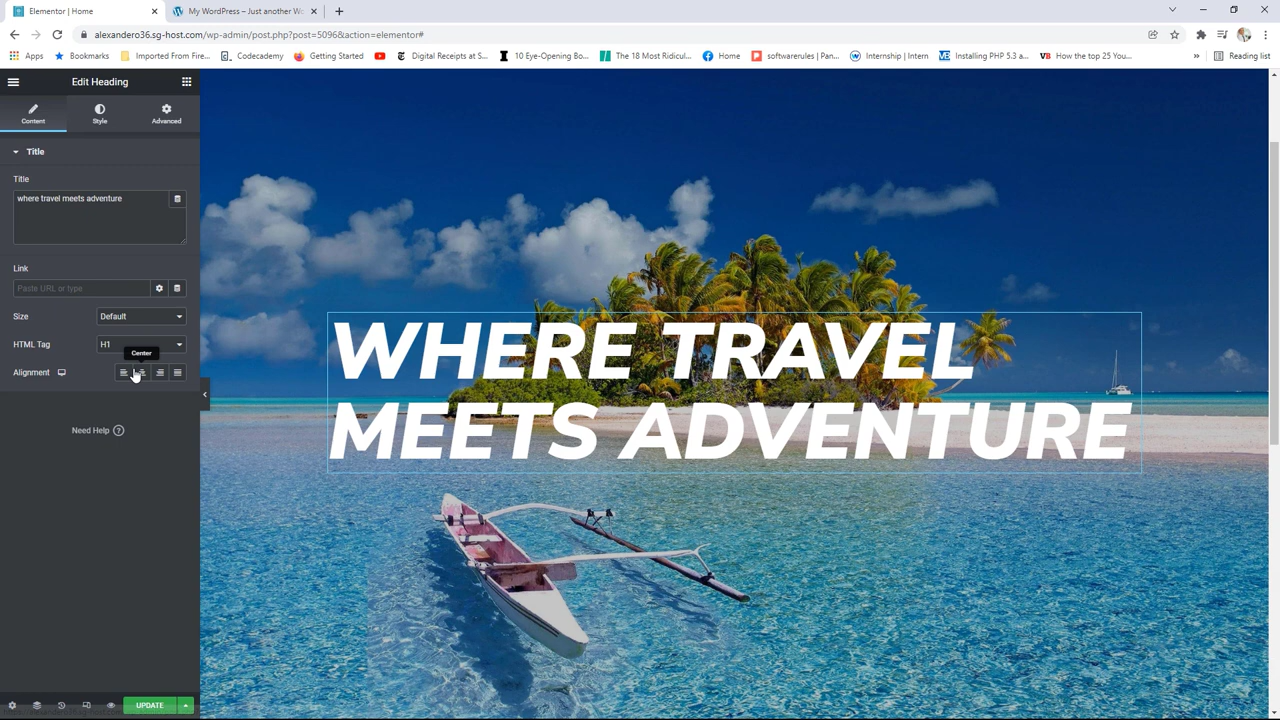 Elementor | Home
My WordPress – Just another Wo
alexandero36.sg-host.com/wp-admin/post.php?post=5096&action=elementor#
Apps
Bookmarks
Imported From Fire...
Codecademy
Getting Started
Digital Receipts at S...
10 Eye-Opening Bo...
The 18 Most Ridicul...
Home
softwarerules | Pan...
Internship | Intern
Installing PHP 5.3 a...
How the top 25 You...
»
Reading list
Edit Heading
Content
Style
Advanced
Title
Title
where travel meets adventure
Link
Paste URL or type
Size
Default
HTML Tag
H1
Center
Alignment
Need Help
UPDATE
WHERE TRAVEL
MEETS ADVENTURE